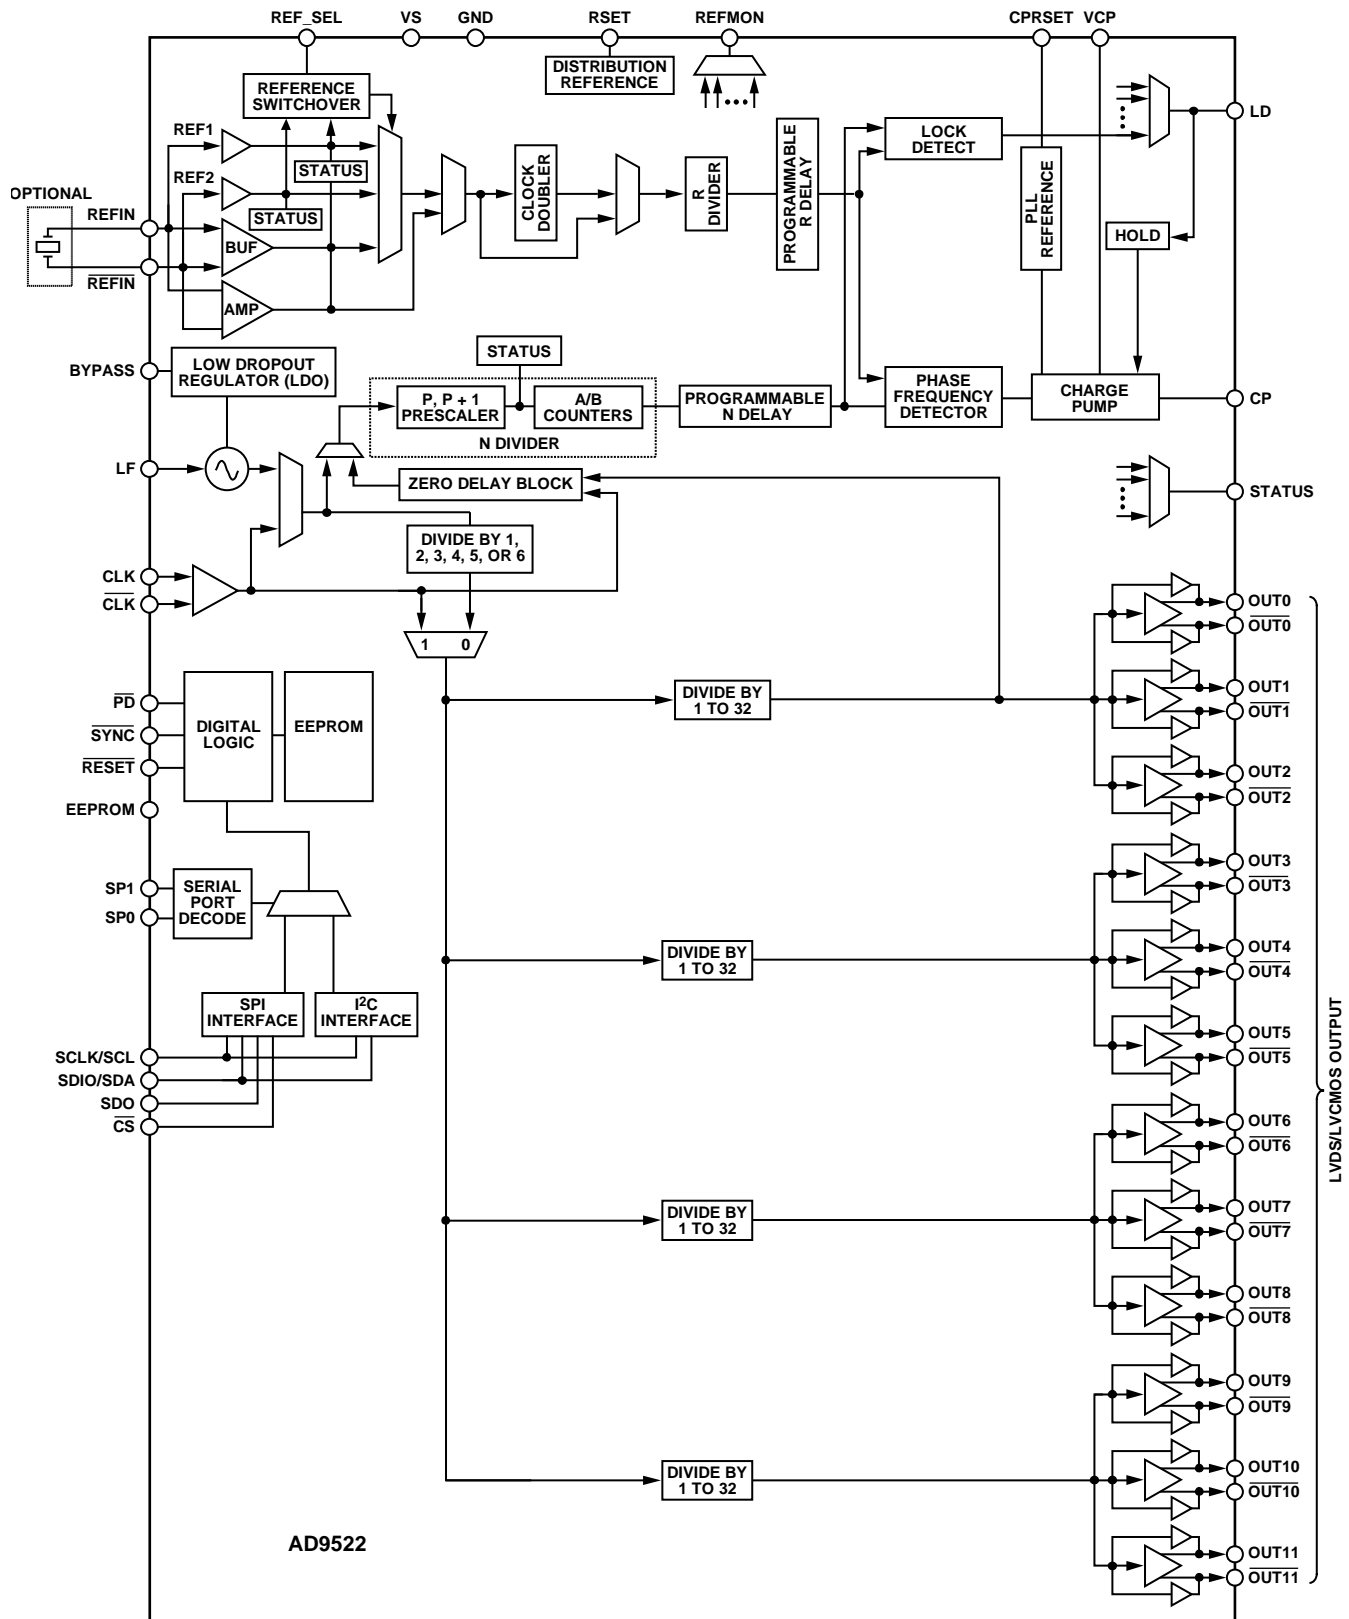 REF_SEL VS GND RSET REFMON CPRSET VCP
DISTRIBUTION
REFERENCE
REFERENCE
SWITCHOVER
LD
REF1
LOCK
DETECT
STATUS
REF2
CLOCK
DOUBLER
R
DIVIDER
PROGRAMMABLE
R DELAY
PLL
REFERENCE
OPTIONAL
STATUS
REFIN
HOLD
BUF
REFIN
AMP
STATUS
BYPASS
LOW DROPOUT
REGULATOR (LDO)
P, P + 1
PRESCALER
A/B
COUNTERS
N DIVIDER
PROGRAMMABLE
N DELAY
PHASE
FREQUENCY
DETECTOR
CHARGE
PUMP
CP
LF
ZERO DELAY BLOCK
STATUS
DIVIDE BY 1,
2, 3, 4, 5, OR 6
CLK
CLK
1 0
OUT0
OUT0
PD
SYNC
RESET
EEPROM
DIGITAL
LOGIC
EEPROM
DIVIDE BY
1 TO 32
OUT1
OUT1
OUT2
OUT2
SP1
SP0
SERIAL
PORT
DECODE
OUT3
OUT3
DIVIDE BY
1 TO 32
OUT4
OUT4
SPI
INTERFACE
I²C
INTERFACE
OUT5
OUT5
SCLK/SCL
SDIO/SDA
SDO
CS
LVDS/LVCMOS OUTPUT
OUT6
OUT6
DIVIDE BY
1 TO 32
OUT7
OUT7
OUT8
OUT8
OUT9
OUT9
DIVIDE BY
1 TO 32
OUT10
OUT10
AD9522
OUT11
OUT11